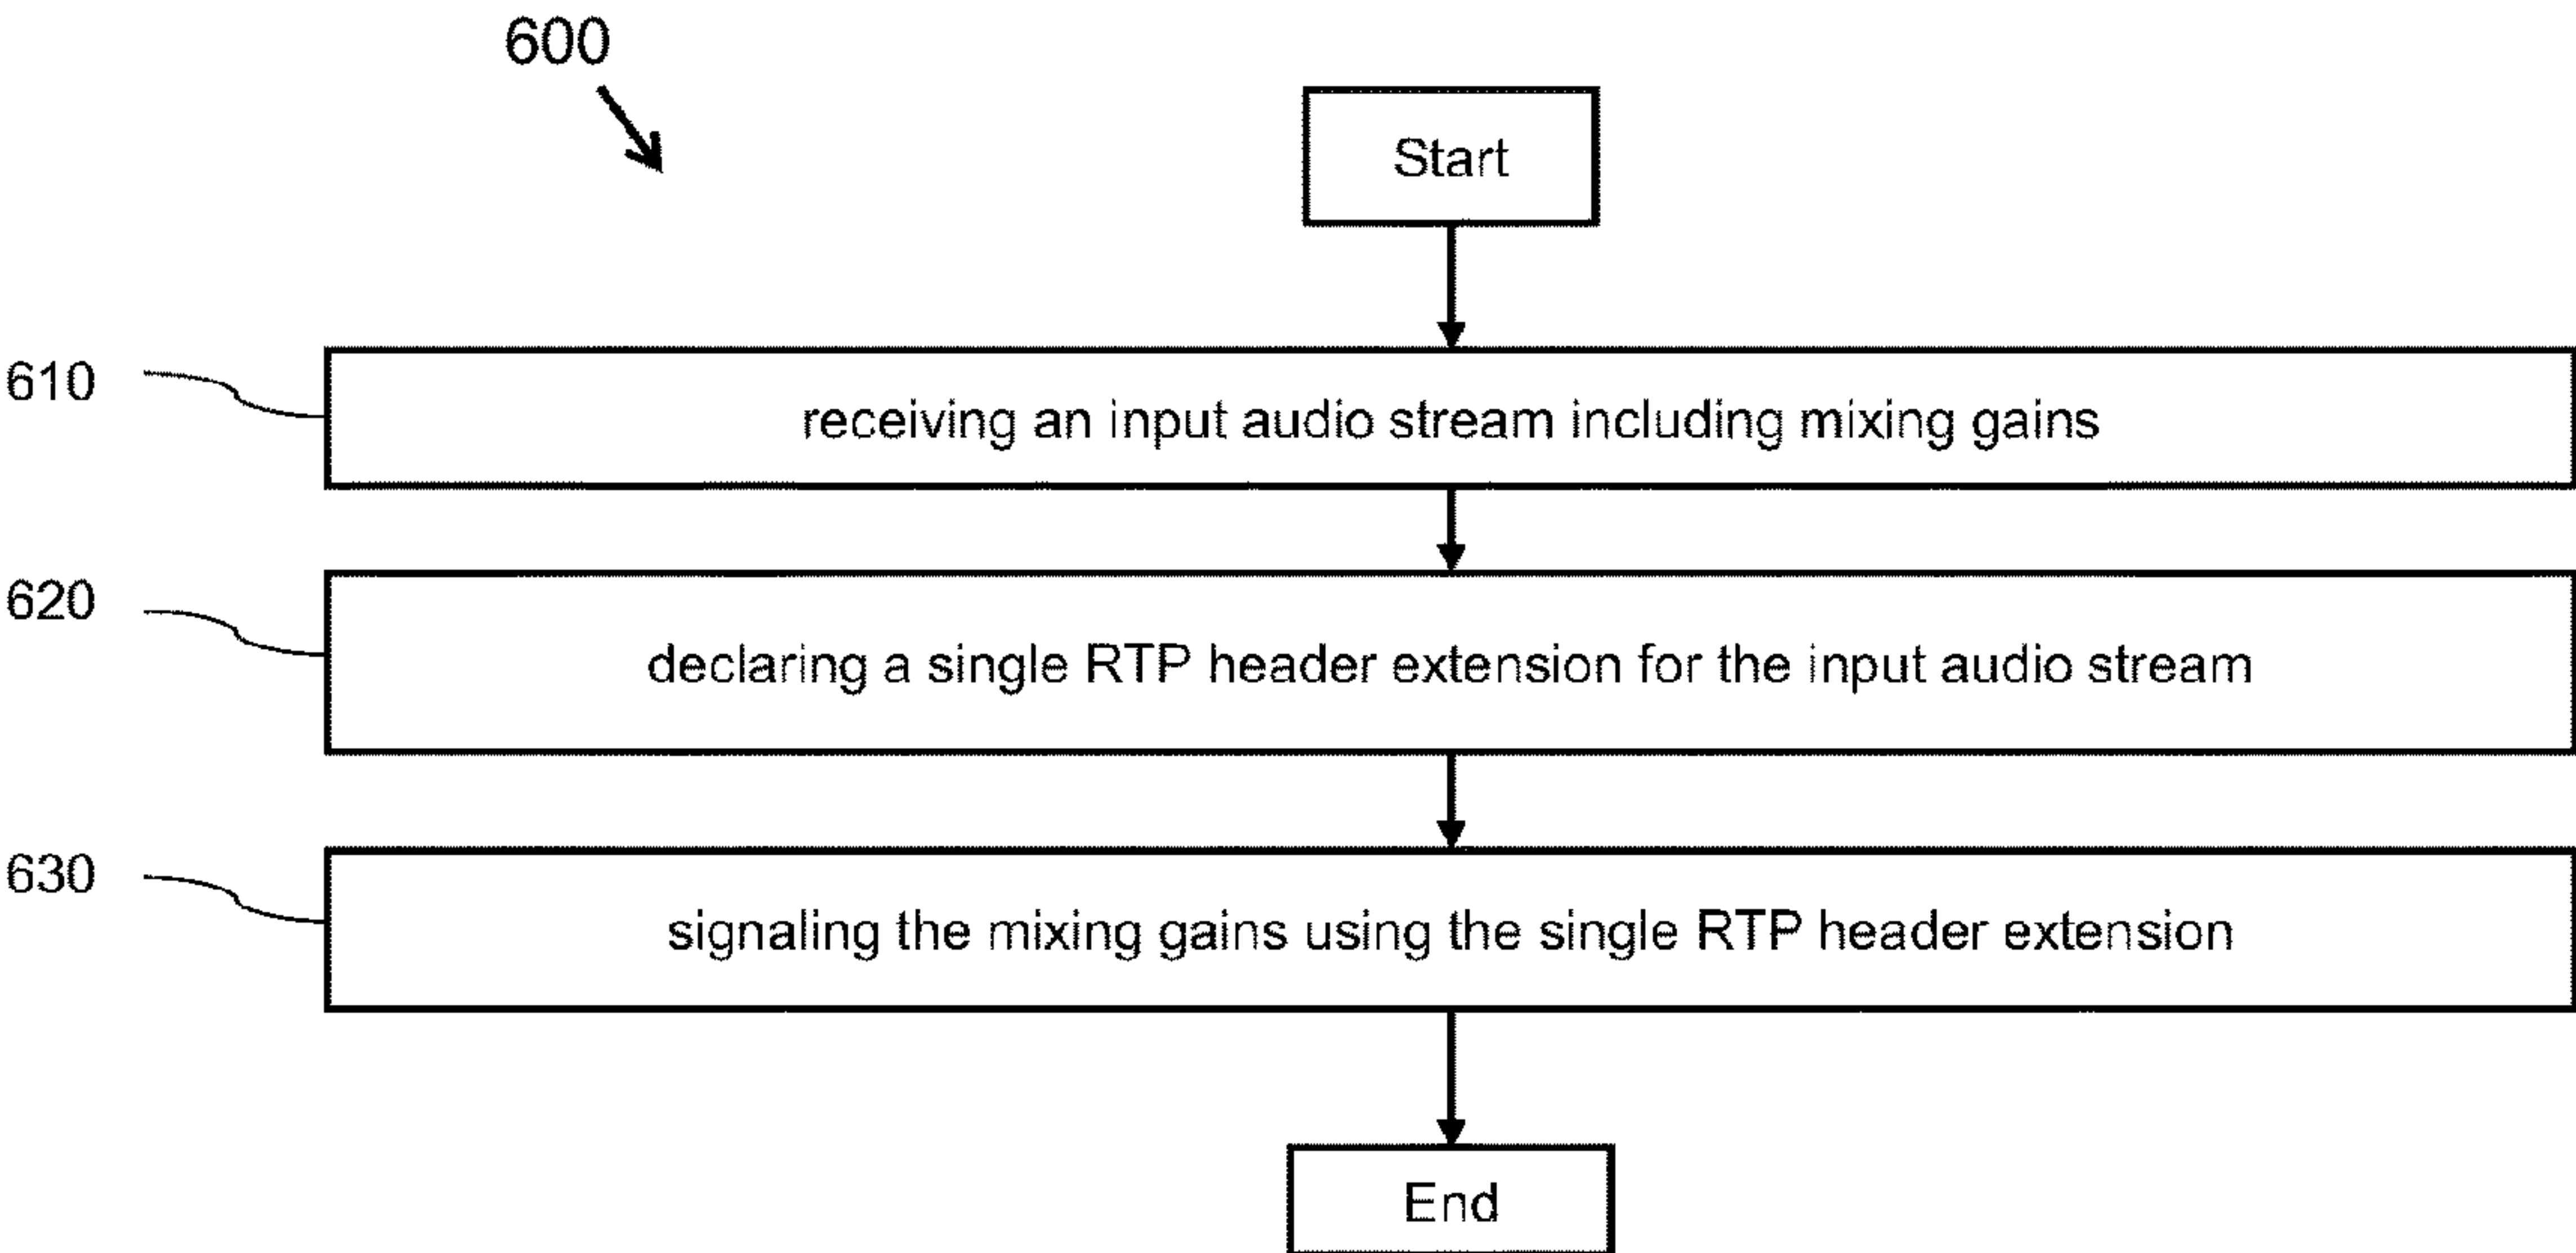 600
Start
610
receiving an input audio stream including mixing gains
620
declaring a single RTP header extension for the input audio stream
630
signaling the mixing gains using the single RTP header extension
End